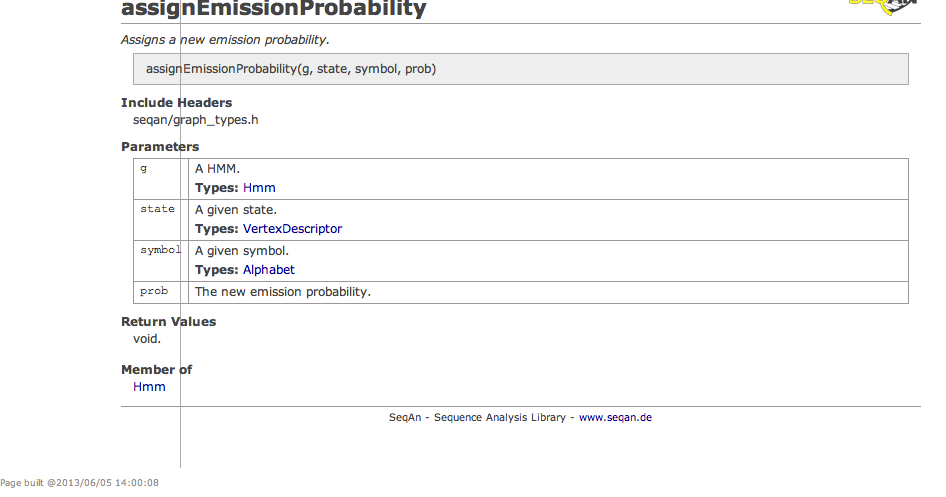 assignEmissionProbability
Assigns a new emission probability.
assignEmissionProbability(g, state, symbol, prob)
Include Headers
seqan/graph_types.h
Parameters
g A HMM.
Types: Hmm
state A given state.
Types: VertexDescriptor
symbol A given symbol.
Types: Alphabet
prob The new emission probability.
Return Values
void.
Member of
Hmm
SeqAn - Sequence Analysis Library - www.seqan.de
Page built @2013/06/05 14:00:08